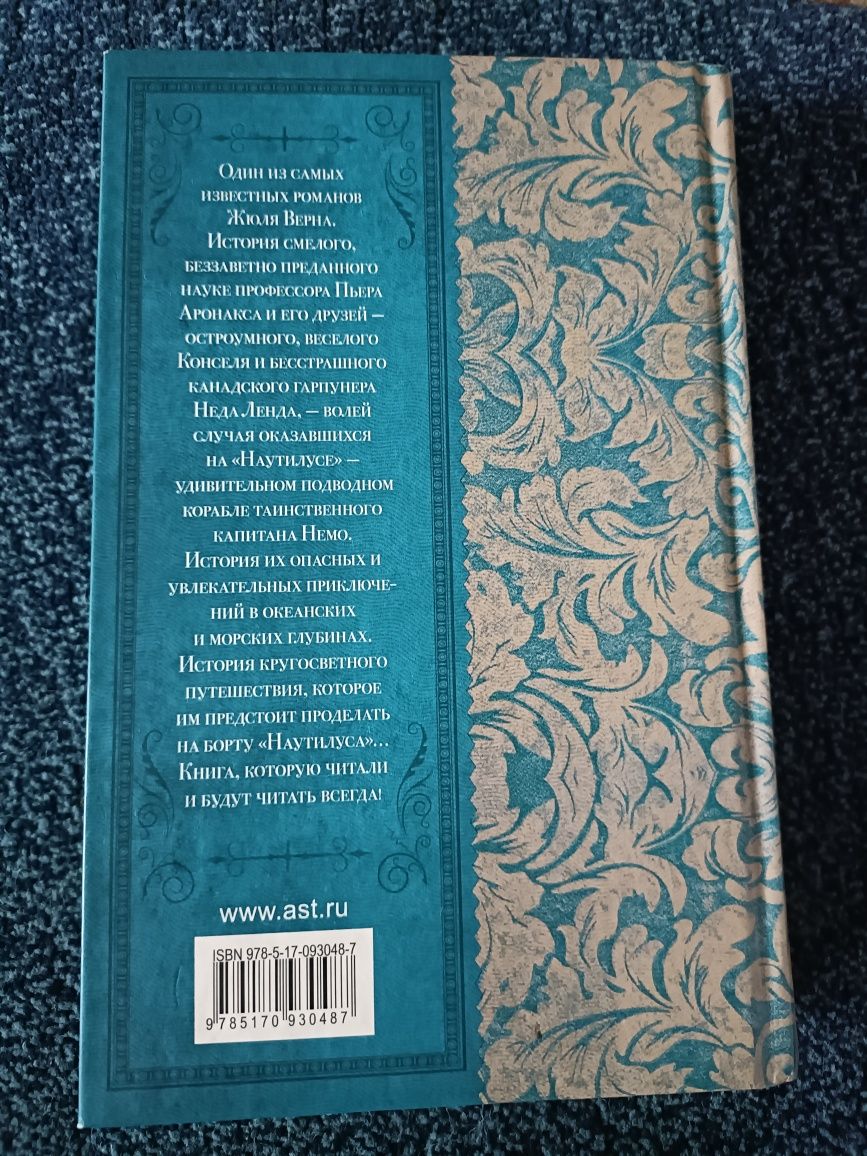 Один из самых
известных романов
Жюля Верна.
История смелого,
беззаветно преданного
науке профессора Пьера
Аронакса и его друзей –
остроумного, веселого
Конселя и бесстрашного
канадского гарпунера
Неда Ленда, – волей
случая оказавшихся
на «Наутилусе» –
удивительном подводном
корабле таинственного
капитана Немо.
История их опасных и
увлекательных приключе-
ний в океанских
и морских глубинах.
История кругосветного
путешествия, которое
им предстоит проделать
на борту «Наутилуса»...
Книга, которую читали
и будут читать всегда!
www.ast.ru
ISBN 978-5-17-093048-7
9 785170 930487